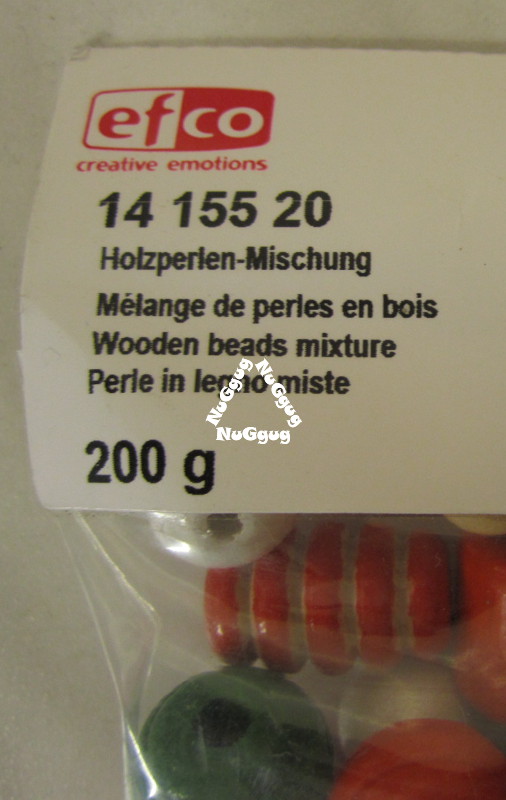 efco
creative emotions
14 155 20
Holzperlen-Mischung
Mélange de perles en bois
Wooden beads mixture
Perle in legno miste
200 g
NuGgug
NuGgug
NuGgug